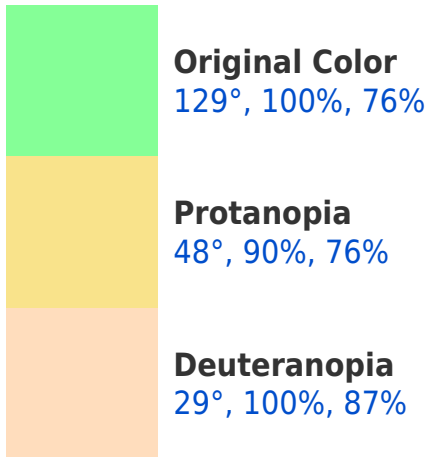 Original Color
129°, 100%, 76%
Protanopia
48°, 90%, 76%
Deuteranopia
29°, 100%, 87%